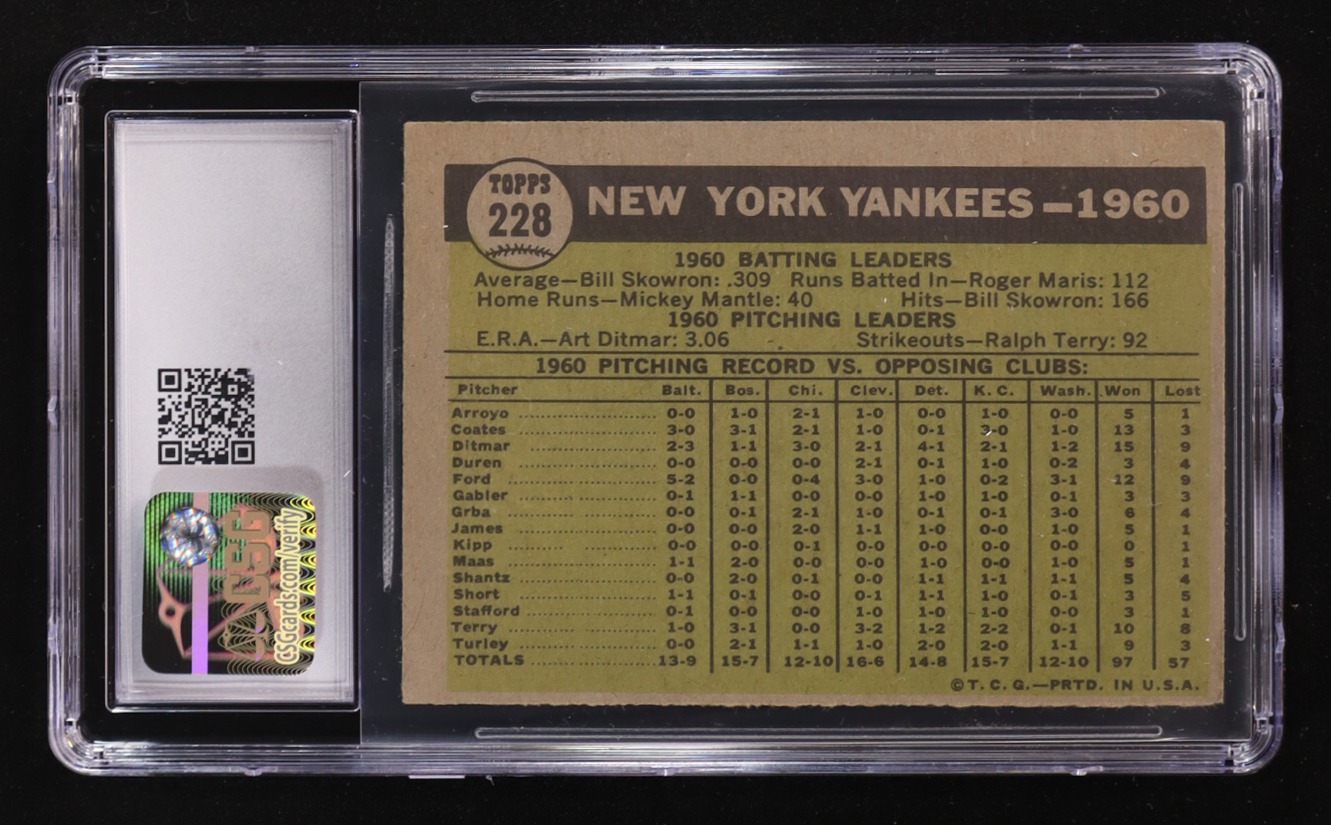 TOPPS
228
NEW YORK YANKEES—1960
1960 BATTING LEADERS
Average—Bill Skowron: .309 Runs Batted In—Roger Maris: 112
Home Runs—Mickey Mantle: 40 Hits—Bill Skowron: 166
1960 PITCHING LEADERS
E.R.A.—Art Ditmar: 3.06 Strikeouts—Ralph Terry: 92
1960 PITCHING RECORD VS. OPPOSING CLUBS:
Pitcher Balt. Bos. Chi. Clev. Det. K. C. Wash. Won Lost
Arroyo 0-0 1-0 2-1 1-0 0-0 1-0 0-0 5 1
Coates 3-0 3-1 2-1 1-0 0-1 3-0 1-0 13 3
Ditmar 2-3 1-1 3-0 2-1 4-1 2-1 1-2 15 9
Duren 0-0 0-0 0-0 2-1 0-1 1-0 0-2 3 4
Ford 5-2 0-0 0-4 3-0 1-0 0-2 3-1 12 9
Gabler 0-1 1-1 0-0 0-0 1-0 1-0 0-1 3 3
Grba 0-0 0-1 2-1 1-0 0-1 0-1 3-0 6 4
James 0-0 0-0 2-0 1-1 1-0 0-0 1-0 5 1
Kipp 0-0 0-0 0-1 0-0 0-0 0-0 0-0 0 1
Maas 1-1 2-0 0-0 0-0 1-0 0-0 1-0 5 1
Shantz 0-0 2-0 0-1 0-0 1-1 1-1 1-1 5 4
Short 1-1 0-1 0-0 0-1 1-1 1-0 0-1 3 5
Stafford 0-1 0-0 0-0 1-0 1-0 1-0 0-0 3 1
Terry 1-0 3-1 0-0 3-2 1-2 2-2 0-1 10 8
Turley 0-0 2-1 1-1 1-0 2-0 2-0 1-1 9 3
TOTALS 13-9 15-7 12-10 16-6 14-8 15-7 12-10 97 57
©T. C. G.—PRTD. IN U.S.A.
CSG
CSGcards.com/verify